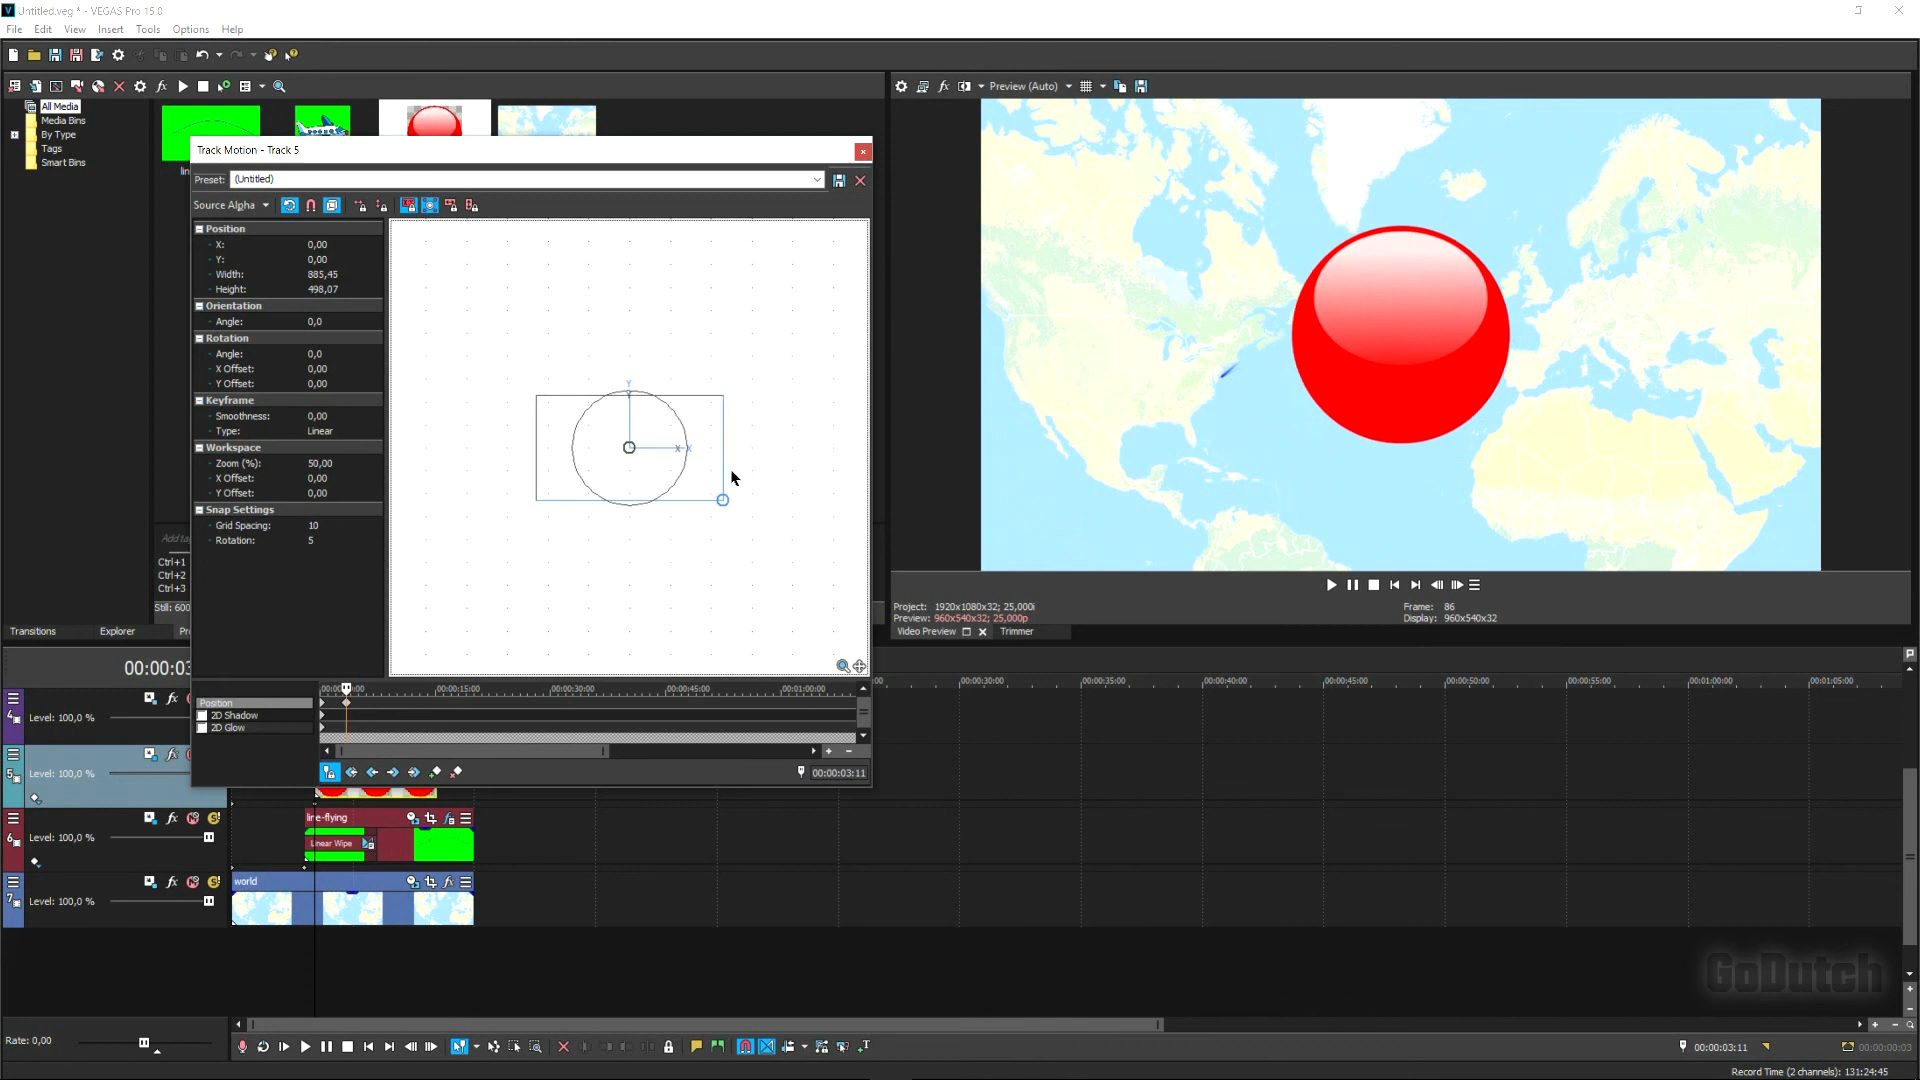 Untitled.veg * - VEGAS Pro 15.0
File Edit View Insert Tools Options Help
Preview (Auto)
All Media
Media Bins
By Type
Tags
Smart Bins
Track Motion - Track 5
Preset: (Untitled)
Source Alpha
Position
X: 0,00
Y: 0,00
Width: 885,45
Height: 498,07
Orientation
Angle: 0,0
Rotation
Angle: 0,0
X Offset: 0,00
Y Offset: 0,00
Keyframe
Smoothness: 0,00
Type: Linear
Workspace
Zoom (%): 50,00
X Offset: 0,00
Y Offset: 0,00
Snap Settings
Grid Spacing: 10
Rotation: 5
Y
X X
Ctrl+1
Ctrl+2
Ctrl+3
Still: 600
Project: 1920x1080x32; 25,000i
Preview: 960x540x32; 25,000p
Frame: 86
Display: 960x540x32
Video Preview Trimmer
Transitions Explorer
00:00:15:00 00:00:30:00 00:00:45:00 00:01:00:00
Position
2D Shadow
2D Glow
00:00:03:11
00:00:30:00 00:00:35:00 00:00:40:00 00:00:45:00 00:00:50:00 00:00:55:00 00:01:00:00 00:01:05:00
4 Level: 100,0 %
5 Level: 100,0 %
6 Level: 100,0 %
line-flying
Linear Wipe
7 Level: 100,0 %
world
GoDutch
Rate: 0,00
00:00:03:11
00:00:00:03
Record Time (2 channels): 131:24:45